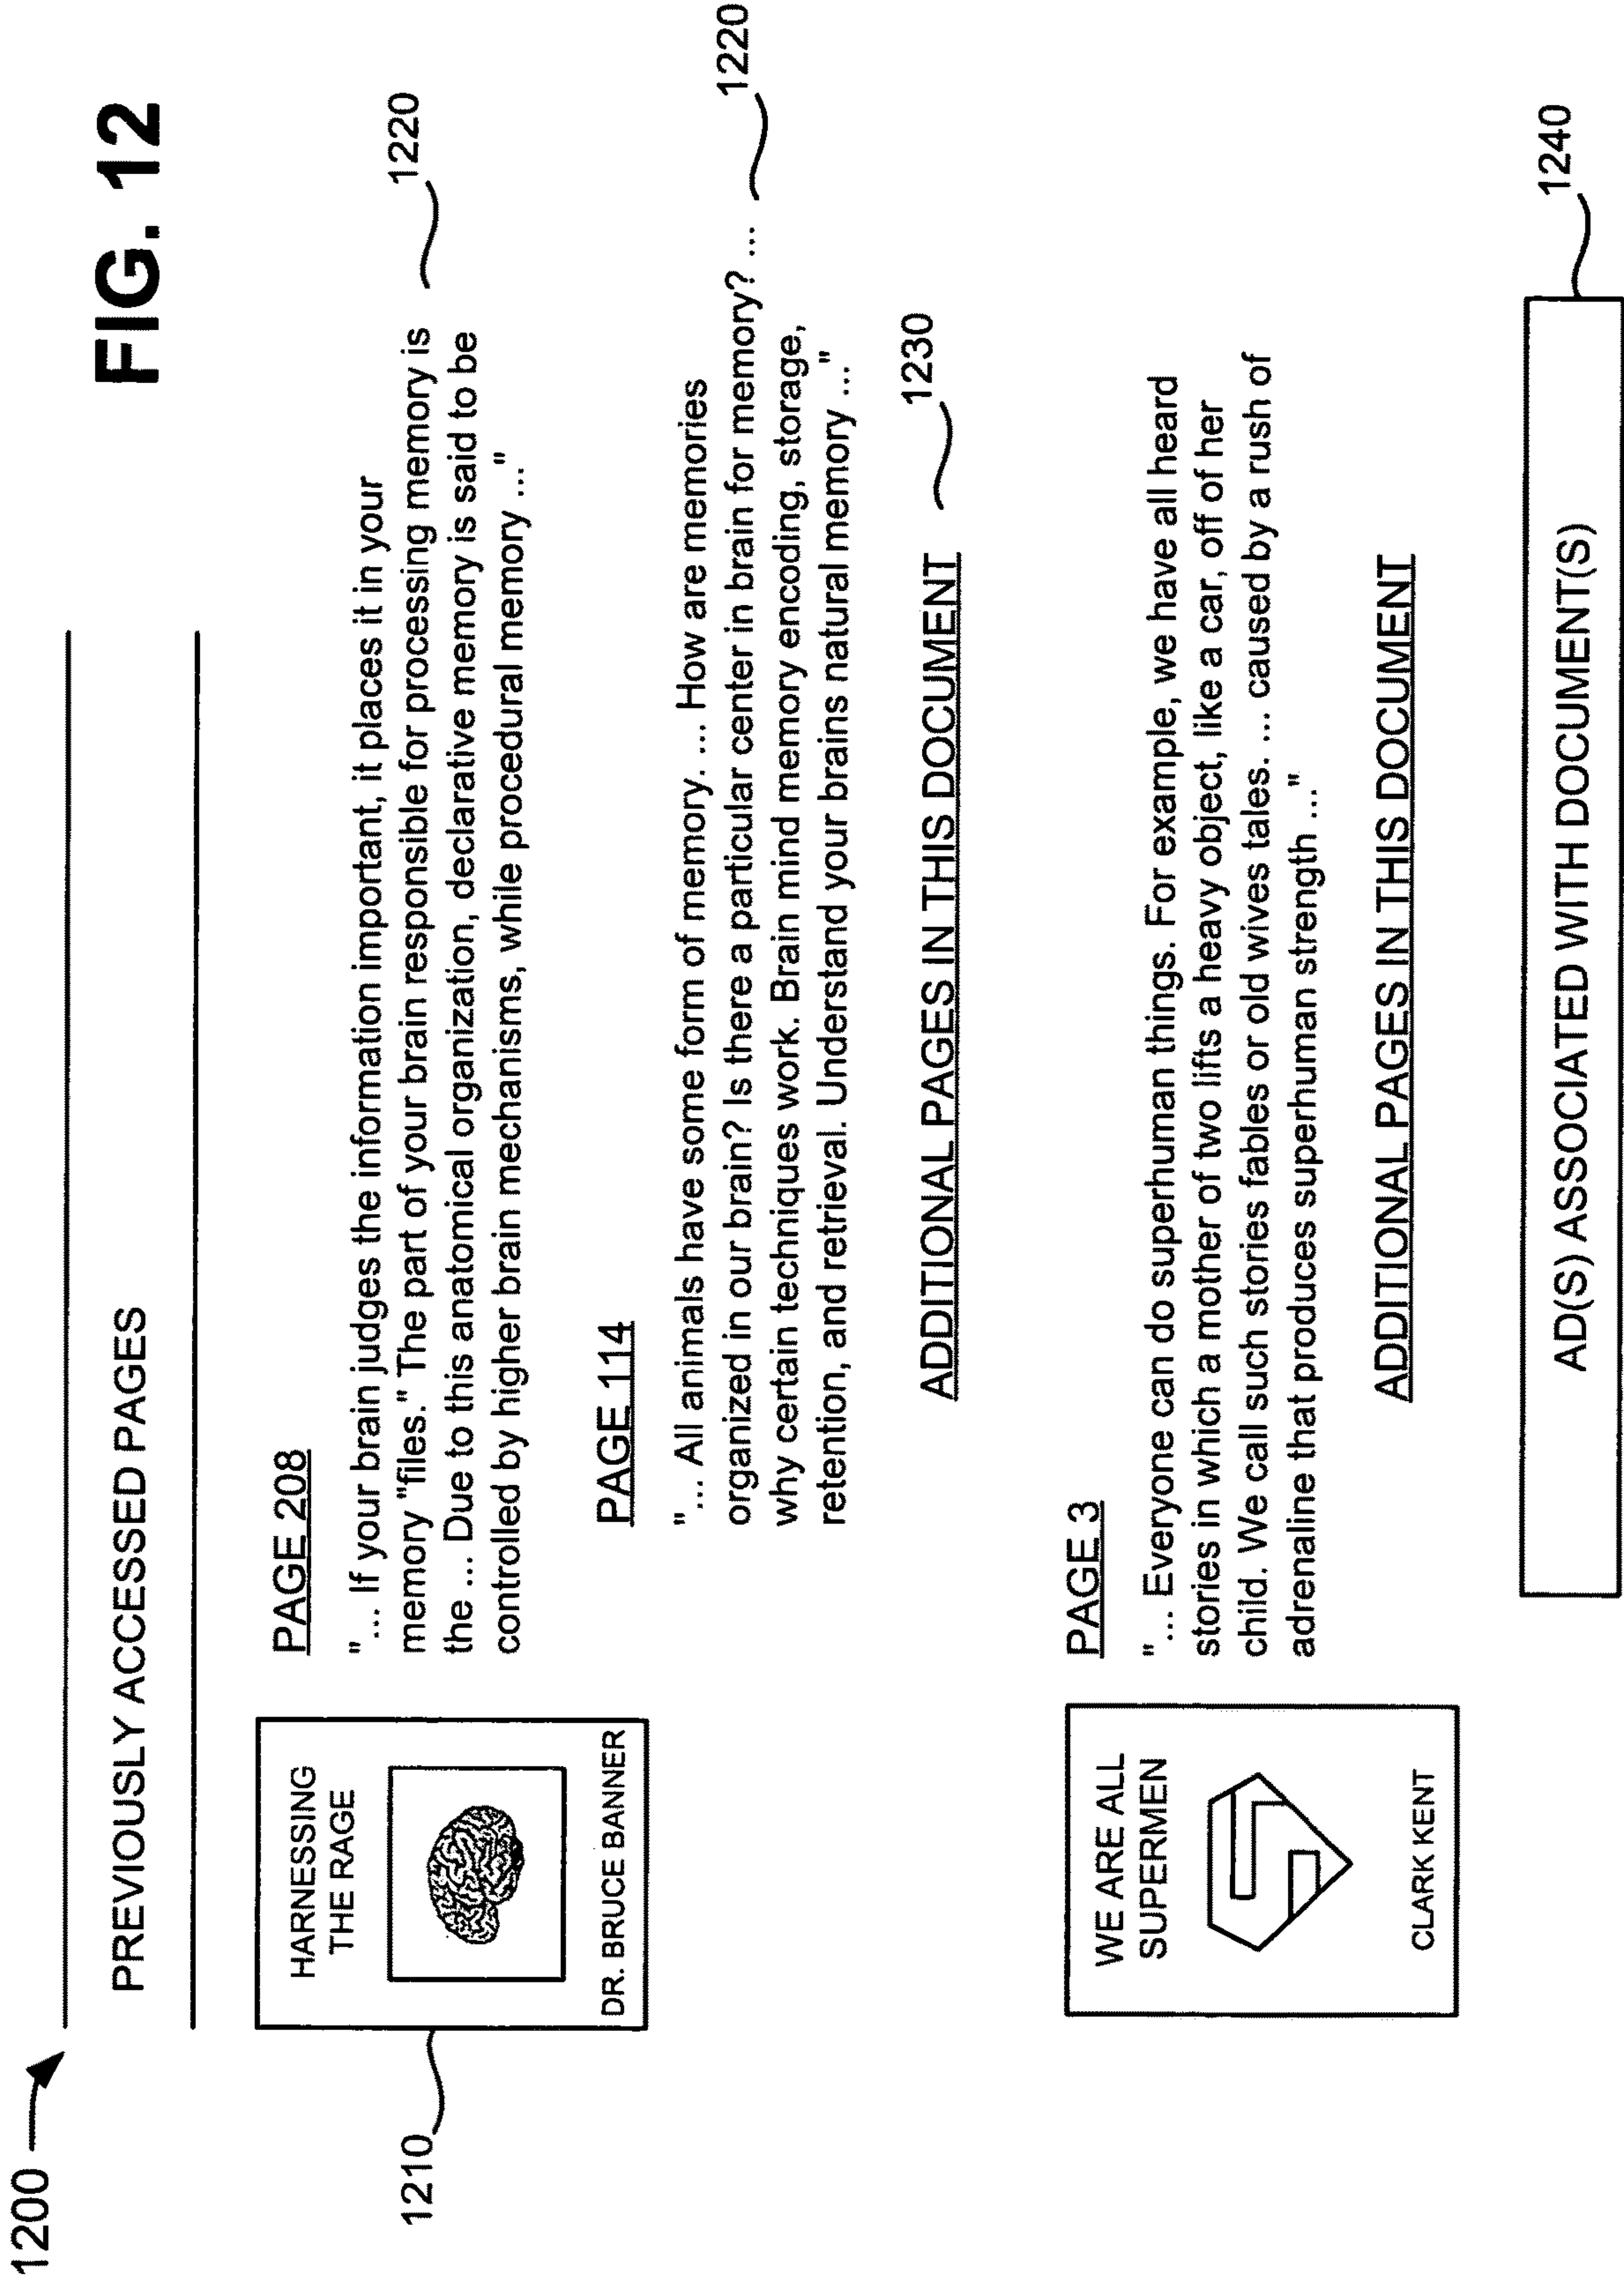 FIG. 12
1200
PREVIOUSLY ACCESSED PAGES
1210
HARNESSING
THE RAGE
DR. BRUCE BANNER
PAGE 208
"... If your brain judges the information important, it places it in your
memory "files." The part of your brain responsible for processing memory is
the ... Due to this anatomical organization, declarative memory is said to be
controlled by higher brain mechanisms, while procedural memory ..."
1220
PAGE 114
"... All animals have some form of memory. ... How are memories
organized in our brain? Is there a particular center in brain for memory? ...
why certain techniques work. Brain mind memory encoding, storage,
retention, and retrieval. Understand your brains natural memory ..."
1220
ADDITIONAL PAGES IN THIS DOCUMENT
1230
WE ARE ALL
SUPERMEN
CLARK KENT
PAGE 3
"... Everyone can do superhuman things. For example, we have all heard
stories in which a mother of two lifts a heavy object, like a car, off of her
child. We call such stories fables or old wives tales. ... caused by a rush of
adrenaline that produces superhuman strength ..."
ADDITIONAL PAGES IN THIS DOCUMENT
AD(S) ASSOCIATED WITH DOCUMENT(S)
1240